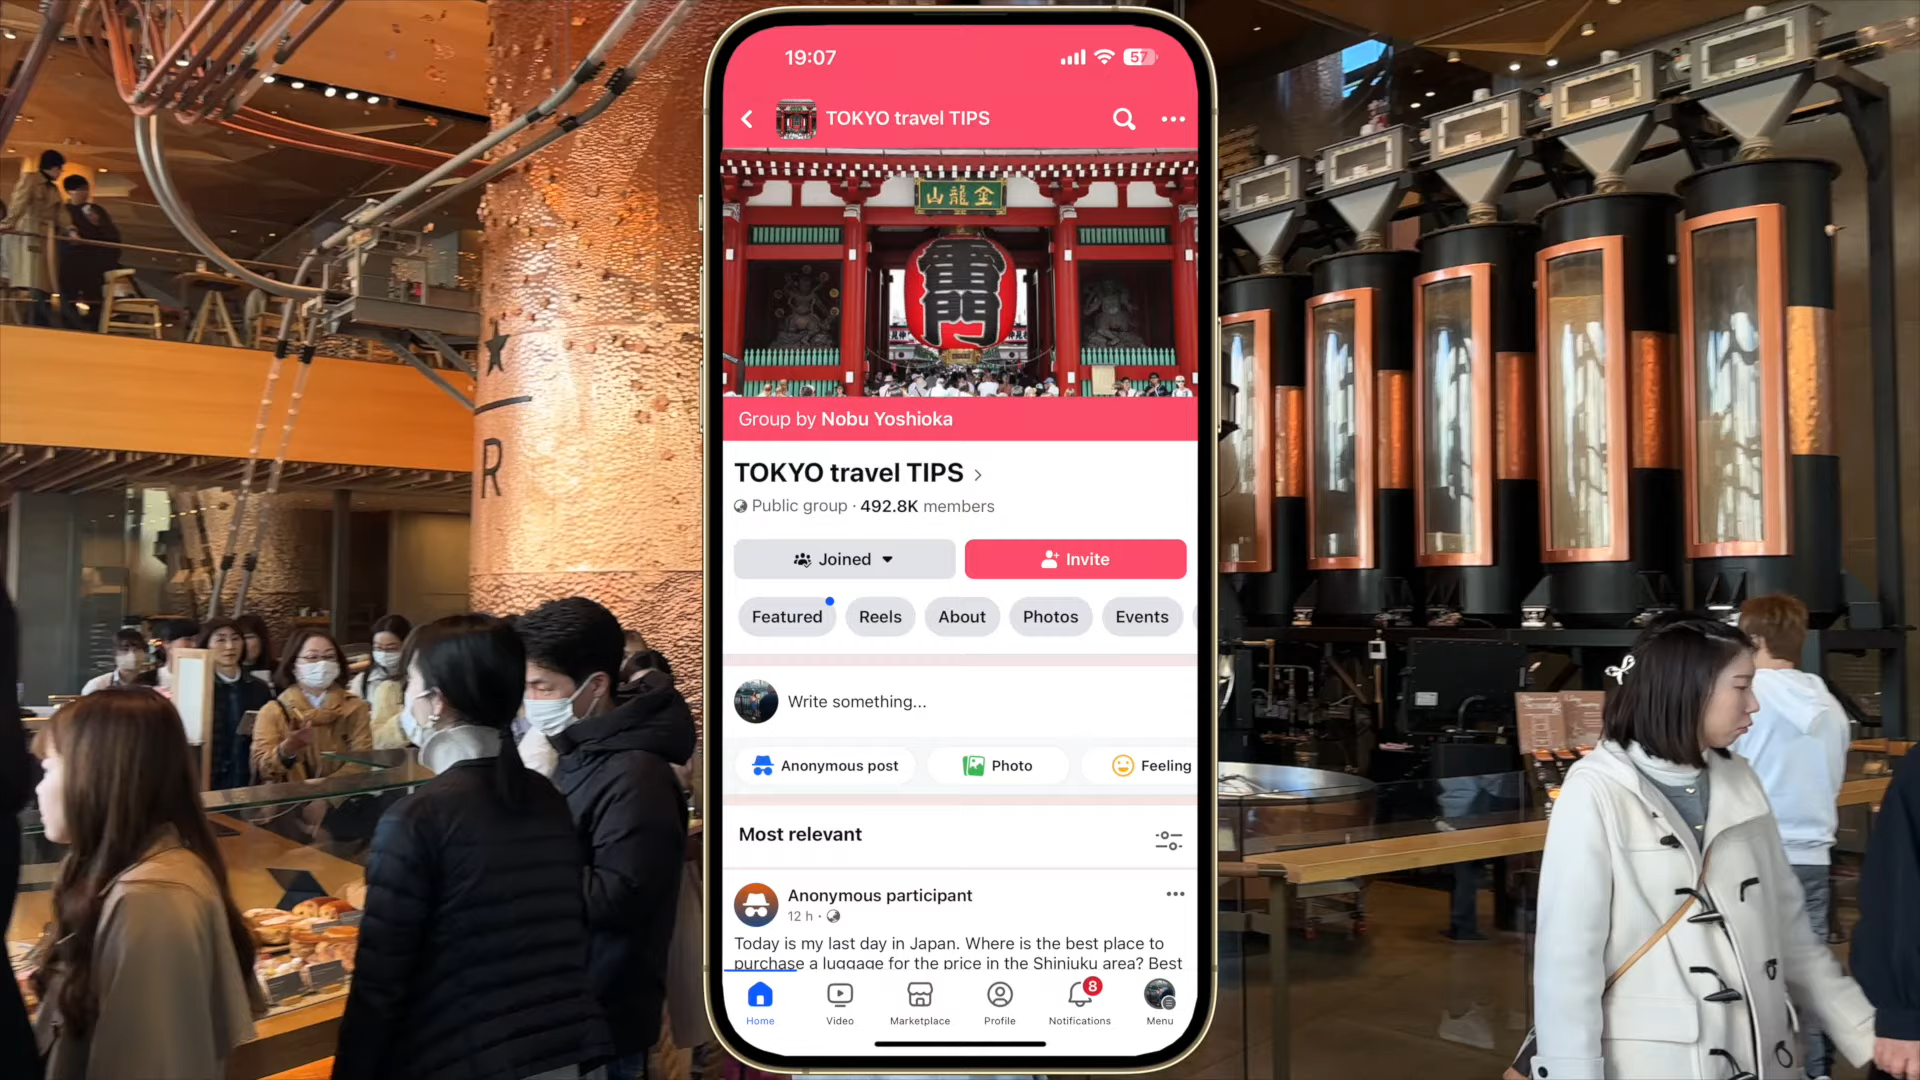 19:07
57
TOKYO travel TIPS
金龍山
門
Group by Nobu Yoshioka
TOKYO travel TIPS
Public group · 492.8K members
Joined
Invite
Featured
Reels
About
Photos
Events
Write something...
Anonymous post
Photo
Feeling
Most relevant
Anonymous participant
12 h ·
Today is my last day in Japan. Where is the best place to
purchase a luggage for the price in the Shinjuku area? Best
8
Home
Video
Marketplace
Profile
Notifications
Menu
R